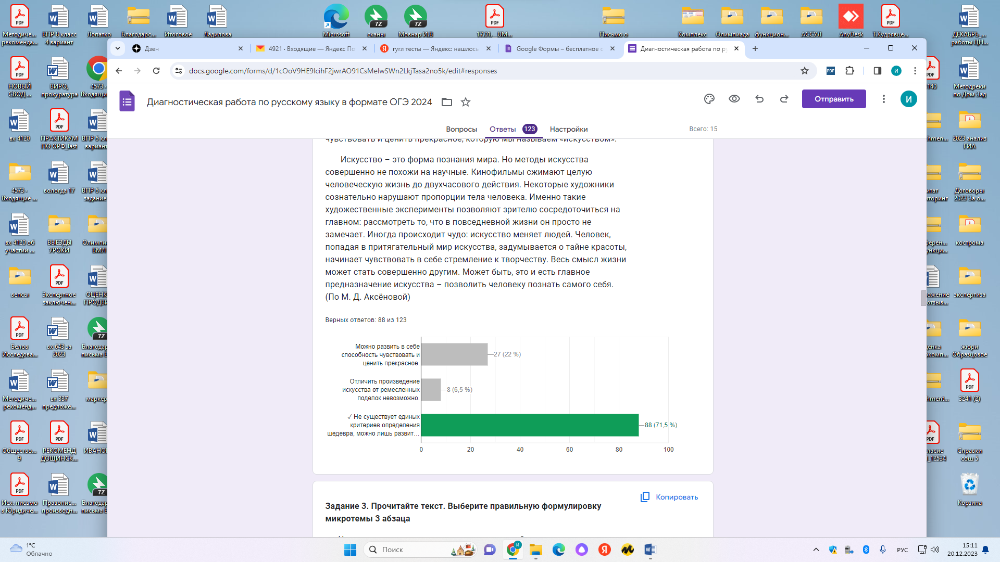 Методиче...
рекоменда...
ВПР 8 класс
4 вариант
Лопатко
Благодарс...
Итоговое
Ладилова
Microsoft
сканы
Мовнар И.В
17.01._UM...
Письмо о
Комплекс
Олимпиада
функцион...
АССУЛ
AnyDesk
Т.Кудрявце...
ДЕКАБРЬ_...
работы ЦН...
Дзен
4921 · Входящие — Яндекс По
гугл тесты — Яндекс: нашлось
Google Формы – бесплатное с
Диагностическая работа по ру
docs.google.com/forms/d/1cOoV9HE9IcihF2jwrAO91CsMelwSWn2LkjTasa2no5k/edit#responses
Диагностическая работа по русскому языку в формате ОГЭ 2024
Отправить
И
Вопросы
Ответы 123
Настройки
Всего: 15
чувствовать и ценить прекрасное, которую мы называем «искусством».
Искусство – это форма познания мира. Но методы искусства
совершенно не похожи на научные. Кинофильмы сжимают целую
человеческую жизнь до двухчасового действия. Некоторые художники
сознательно нарушают пропорции тела человека. Именно такие
художественные эксперименты позволяют зрителю сосредоточиться на
главном: рассмотреть то, что в повседневной жизни он просто не
замечает. Иногда происходит чудо: искусство меняет людей. Человек,
попадая в притягательный мир искусства, задумывается о тайне красоты,
начинает чувствовать в себе стремление к творчеству. Весь смысл жизни
может стать совершенно другим. Может быть, это и есть главное
предназначение искусства – позволить человеку познать самого себя.
(По М. Д. Аксёновой)
Верных ответов: 88 из 123
Можно развить в себе
способность чувствовать и
ценить прекрасное.
27 (22 %)
Отличить произведение
искусства от ремесленных
поделок невозможно.
8 (6,5 %)
✓ Не существует единых
критериев определения
шедевра, можно лишь развит…
88 (71,5 %)
0 20 40 60 80 100
Копировать
Задание 3. Прочитайте текст. Выберите правильную формулировку
микротемы 3 абзаца
НОВЫЙ
СВОД ...
ВИРО,
прокуратура
4573 ·
Входящи
140
Методреки
по Дом Зад
вх 4120
ПРАКТИКУМ
ПО ОРФ_last
ВПР 6 кл
вариант
hmen...
2023 анализ
ГИА
4573 ·
Входящие ...
вологда 17
ВПР 6 кл
задание
итат
иторинг
Договоры
2023 За о...
вх 4120 об
участии ...
ВЫЕЗДЫ
УРОКИ
Олимпиа
ВМЛ
ферен...
ункци...
кострома
вепсы
Экспертное
заключен...
ОЦЕНК
ПРОДВИ
ложение
отзыв...
экспертиза
Белов
Исследова...
вх 643 за
2023
Благодар
письма В
ценка
окомп...
жюри
Образцовое
Методиче...
рекоменд...
вх 337
предложе...
маркер
hment...
3241 (2)
Общество...
9
РЕКОМЕНД
ДОЩИНСК...
ИВАНОВ
ласие
_12534
Справки
сош 5
Исх. письмо
в Юридиче...
Правопис...
производн...
Благодар
письма В
Корзина
1°C
Облачно
Поиск
РУС
15:11
20.12.2023